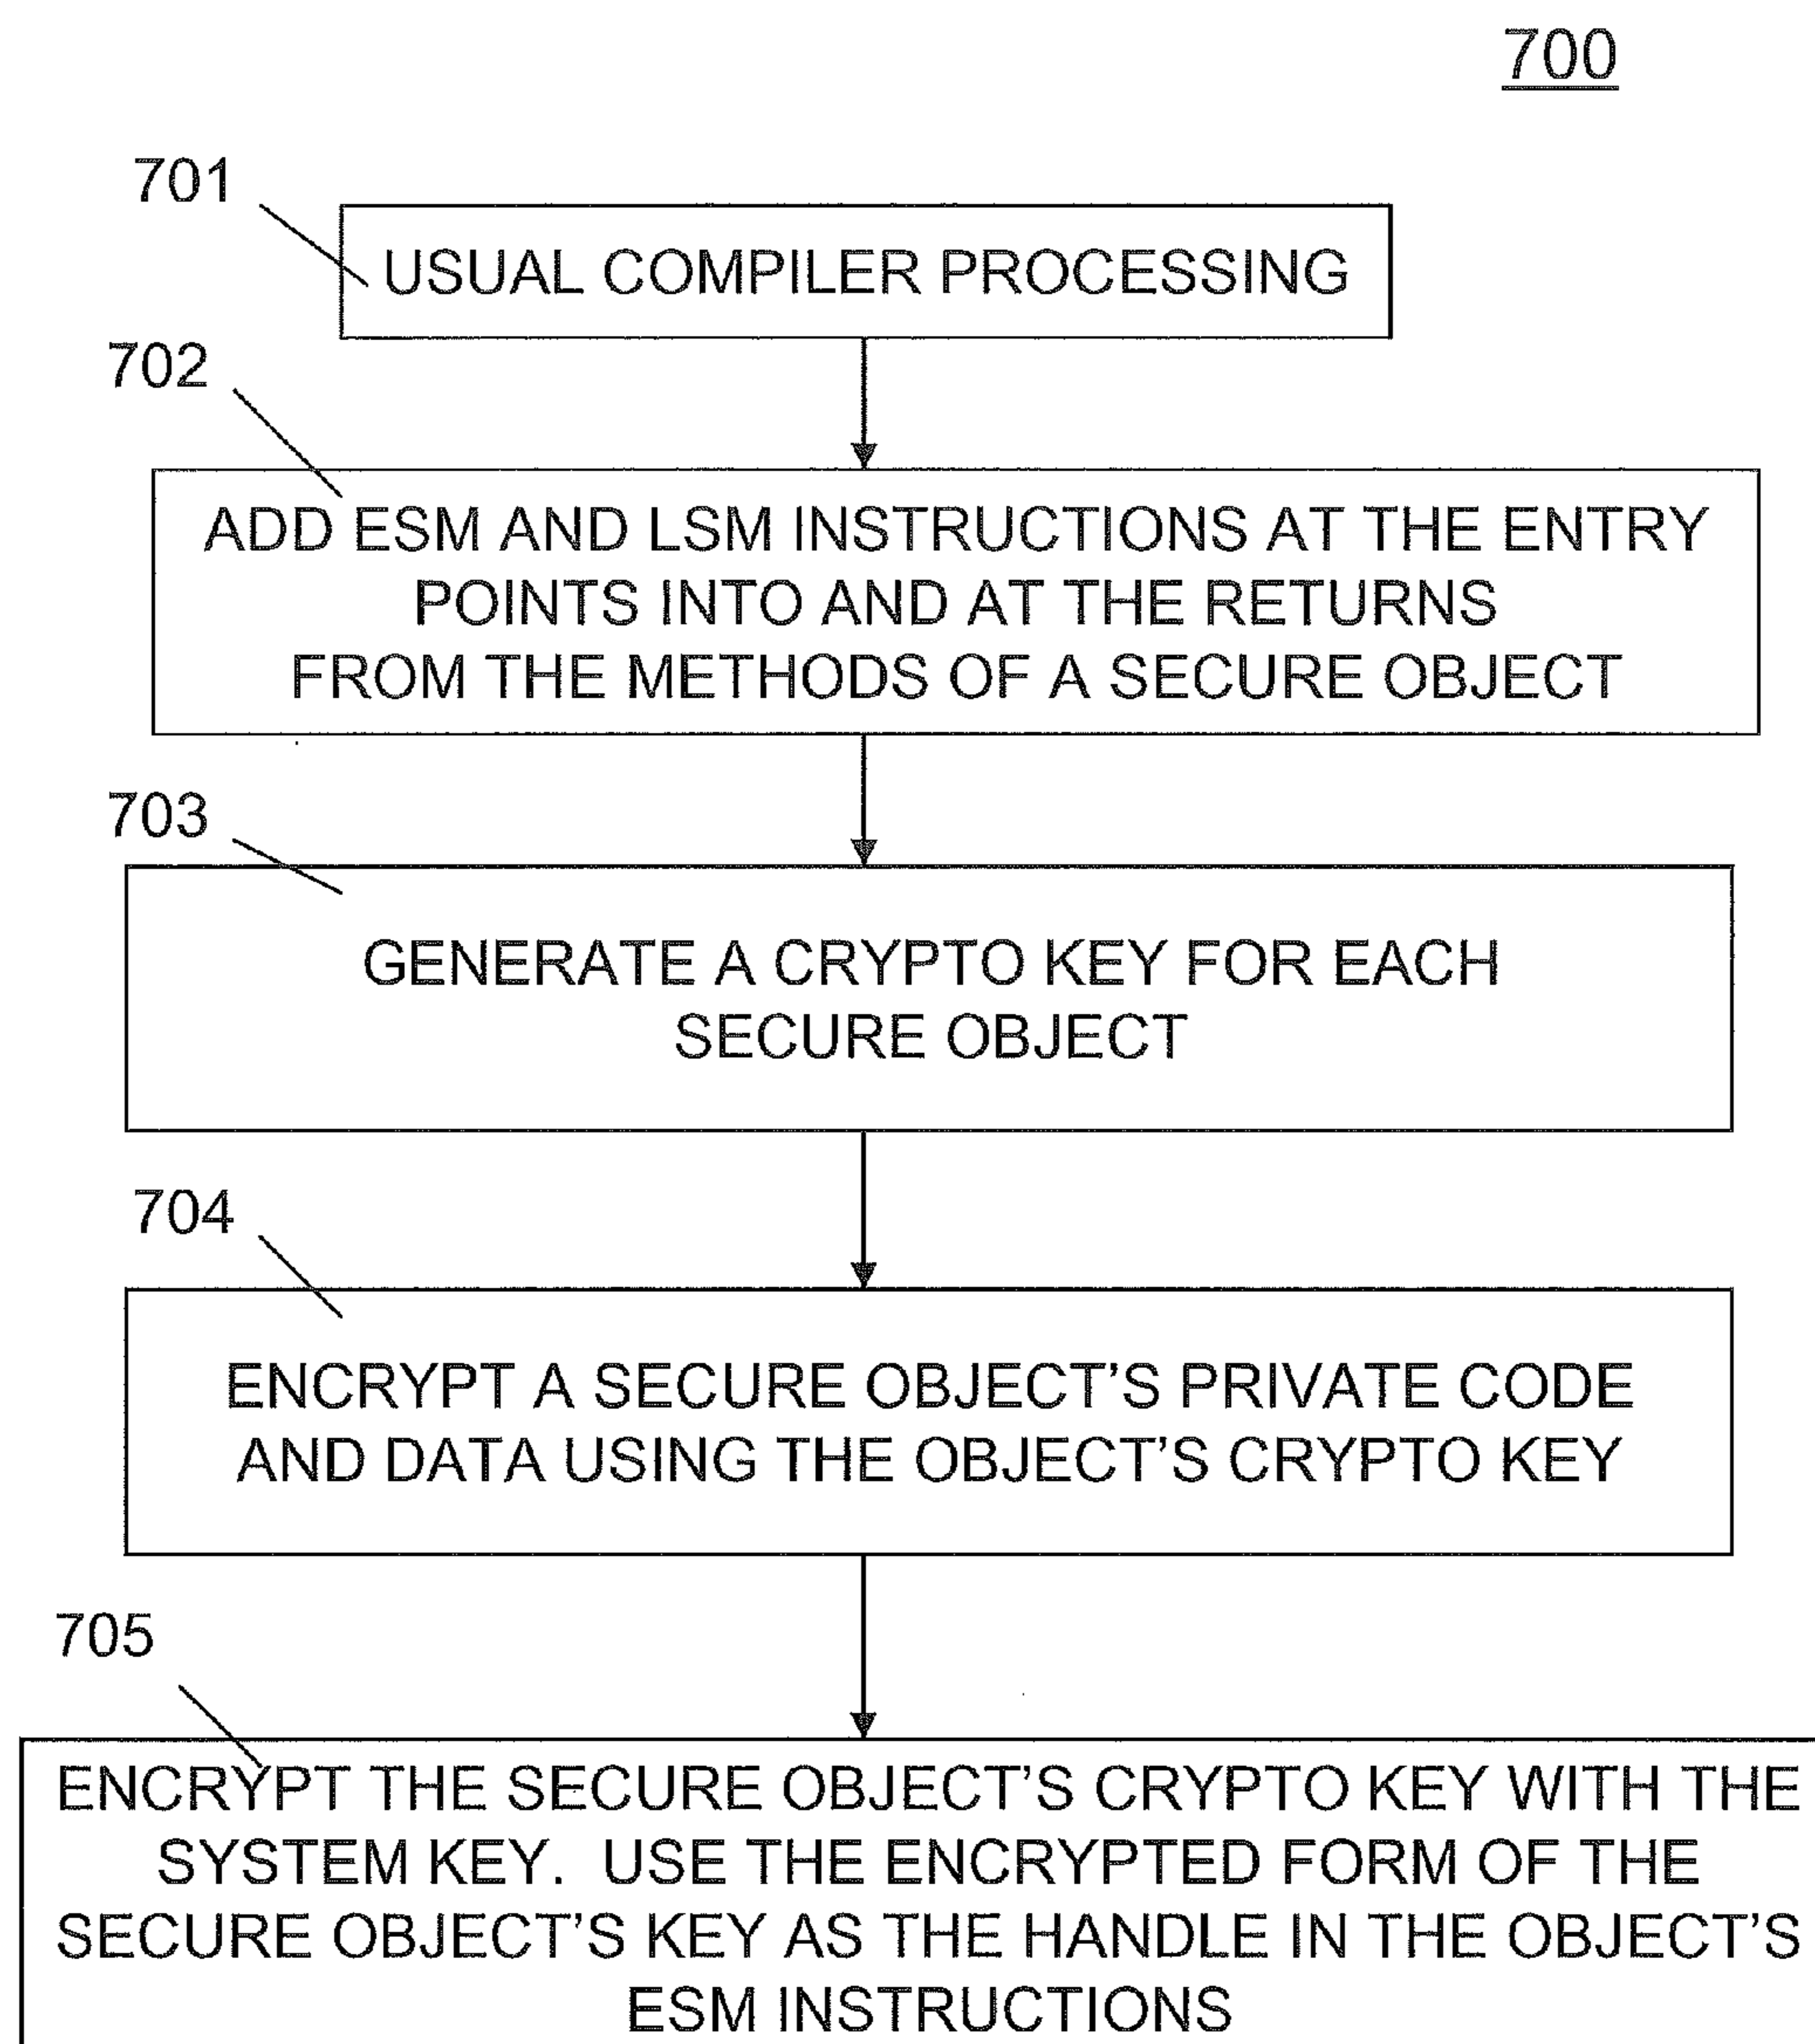 700
701
USUAL COMPILER PROCESSING
702
ADD ESM AND LSM INSTRUCTIONS AT THE ENTRY
POINTS INTO AND AT THE RETURNS
FROM THE METHODS OF A SECURE OBJECT
703
GENERATE A CRYPTO KEY FOR EACH
SECURE OBJECT
704
ENCRYPT A SECURE OBJECT’S PRIVATE CODE
AND DATA USING THE OBJECT’S CRYPTO KEY
705
ENCRYPT THE SECURE OBJECT’S CRYPTO KEY WITH THE
SYSTEM KEY. USE THE ENCRYPTED FORM OF THE
SECURE OBJECT’S KEY AS THE HANDLE IN THE OBJECT’S
ESM INSTRUCTIONS